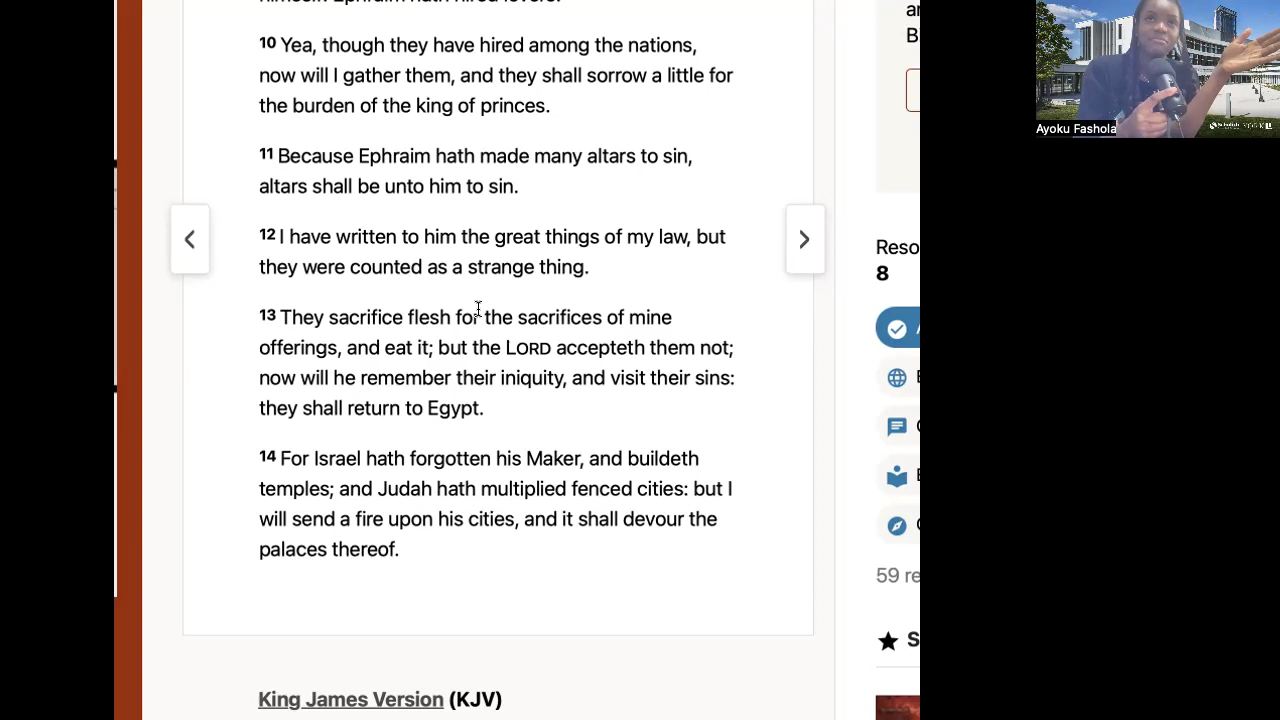 10 Yea, though they have hired among the nations,
now will I gather them, and they shall sorrow a little for
the burden of the king of princes.
11 Because Ephraim hath made many altars to sin,
altars shall be unto him to sin.
12 I have written to him the great things of my law, but
they were counted as a strange thing.
13 They sacrifice flesh for the sacrifices of mine
offerings, and eat it; but the LORD accepteth them not;
now will he remember their iniquity, and visit their sins:
they shall return to Egypt.
14 For Israel hath forgotten his Maker, and buildeth
temples; and Judah hath multiplied fenced cities: but I
will send a fire upon his cities, and it shall devour the
palaces thereof.
King James Version (KJV)
B
Reso
8
59 re
S
Ayoku Fashola